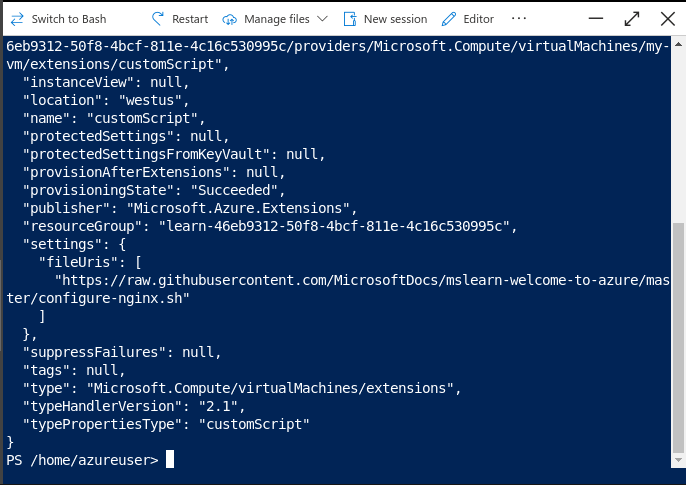 Switch to Bash Restart Manage files New session Editor ...
6eb9312-50f8-4bcf-811e-4c16c530995c/providers/Microsoft.Compute/virtualMachines/my-
vm/extensions/customScript",
  "instanceView": null,
  "location": "westus",
  "name": "customScript",
  "protectedSettings": null,
  "protectedSettingsFromKeyVault": null,
  "provisionAfterExtensions": null,
  "provisioningState": "Succeeded",
  "publisher": "Microsoft.Azure.Extensions",
  "resourceGroup": "learn-46eb9312-50f8-4bcf-811e-4c16c530995c",
  "settings": {
    "fileUris": [
      "https://raw.githubusercontent.com/MicrosoftDocs/mslearn-welcome-to-azure/mas
ter/configure-nginx.sh"
    ]
  },
  "suppressFailures": null,
  "tags": null,
  "type": "Microsoft.Compute/virtualMachines/extensions",
  "typeHandlerVersion": "2.1",
  "typePropertiesType": "customScript"
}
PS /home/azureuser>